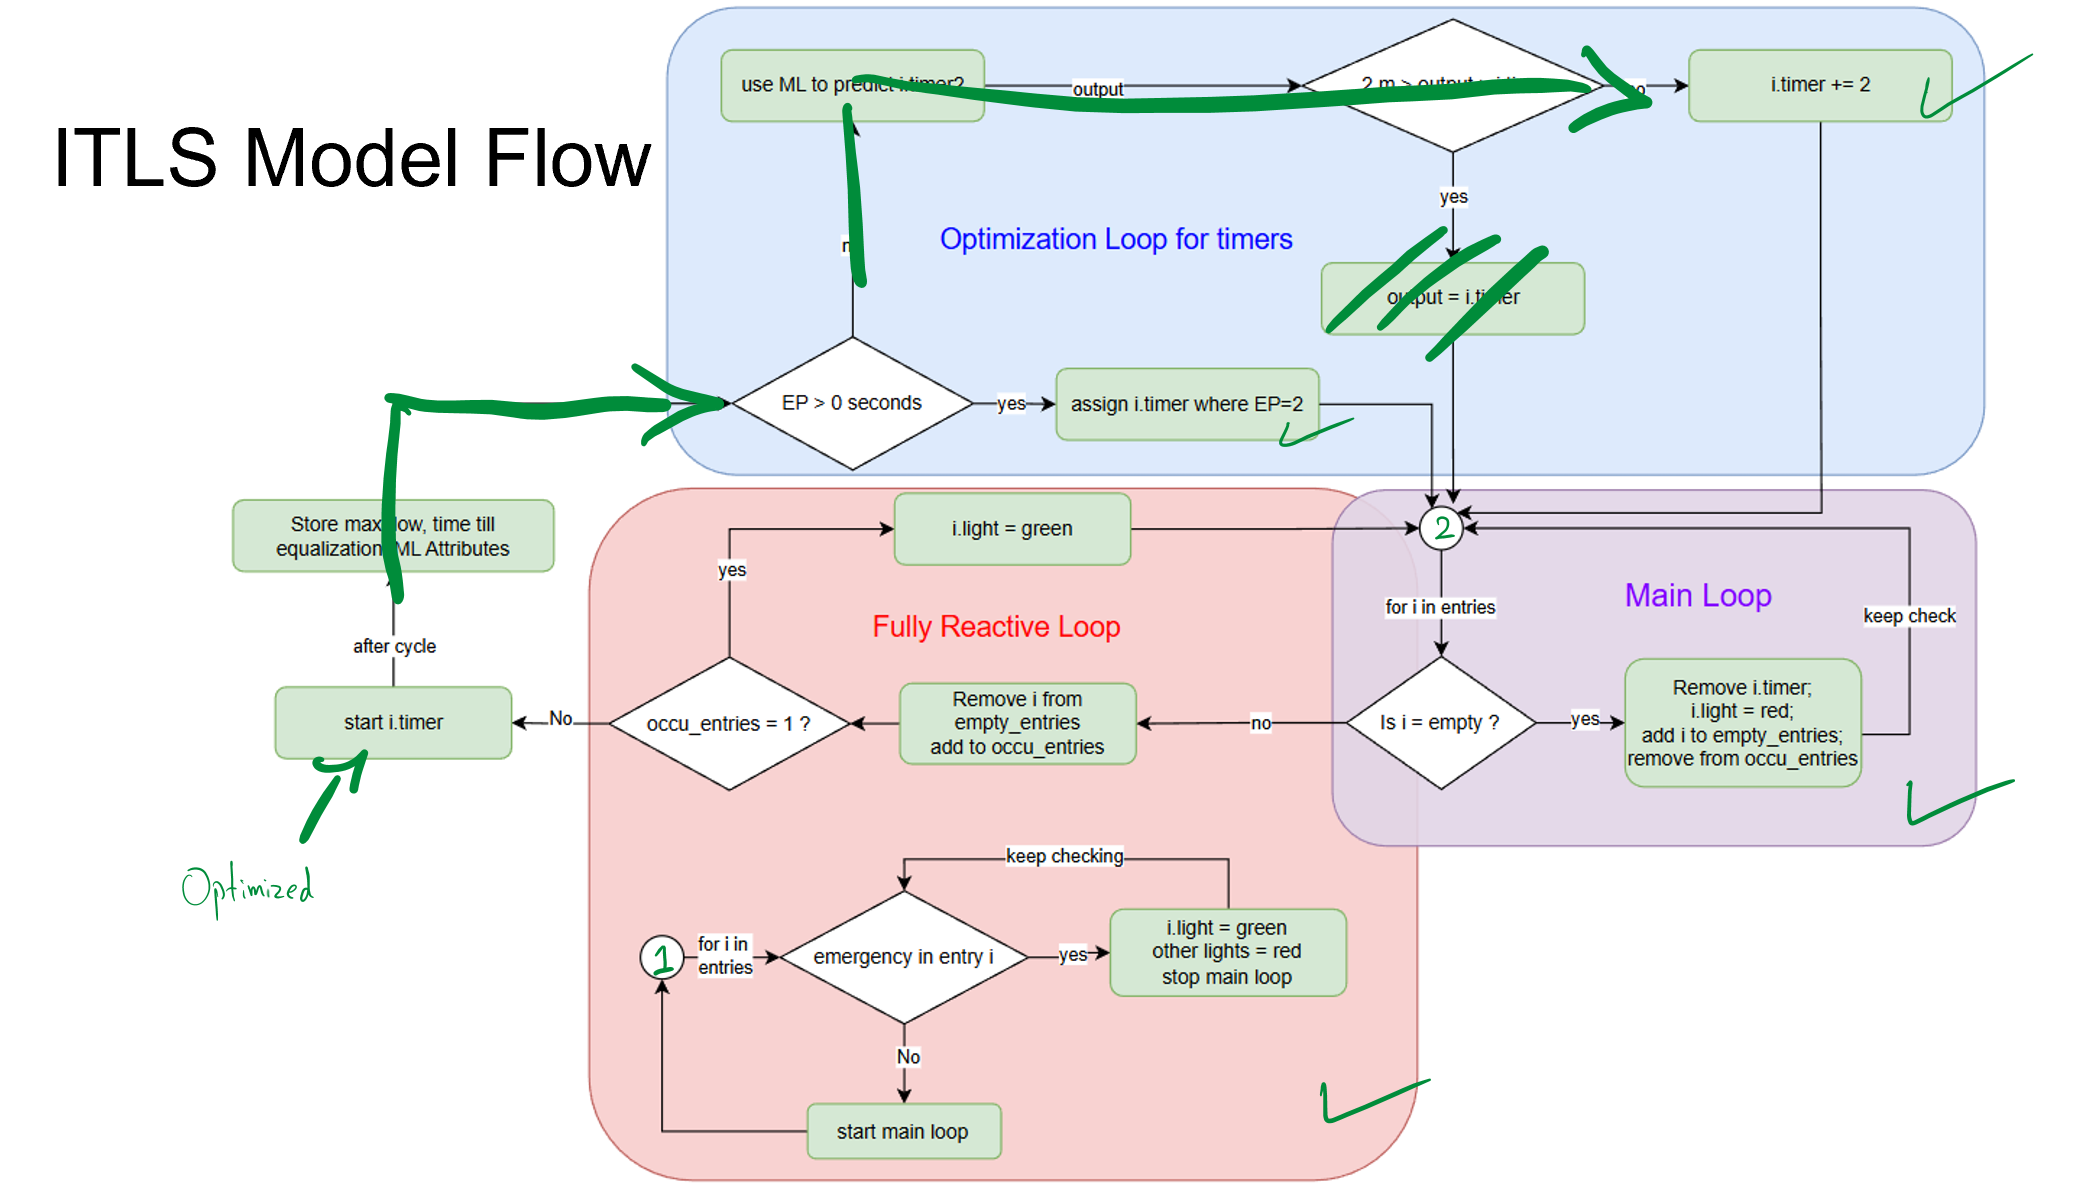 ITLS Model Flow
use ML to predict i.timer?
output
2 m > output
i.timer += 2
yes
Optimization Loop for timers
output = i.timer
EP > 0 seconds
yes
assign i.timer where EP=2
Store max flow, time till
equalization, ML Attributes
after cycle
start i.timer
Optimized
No
occu_entries = 1 ?
yes
i.light = green
Fully Reactive Loop
Remove i from
empty_entries
add to occu_entries
no
2
for i in entries
Is i = empty ?
yes
Main Loop
keep check
Remove i.timer;
i.light = red;
add i to empty_entries;
remove from occu_entries
keep checking
1
for i in
entries
emergency in entry i
yes
i.light = green
other lights = red
stop main loop
No
start main loop